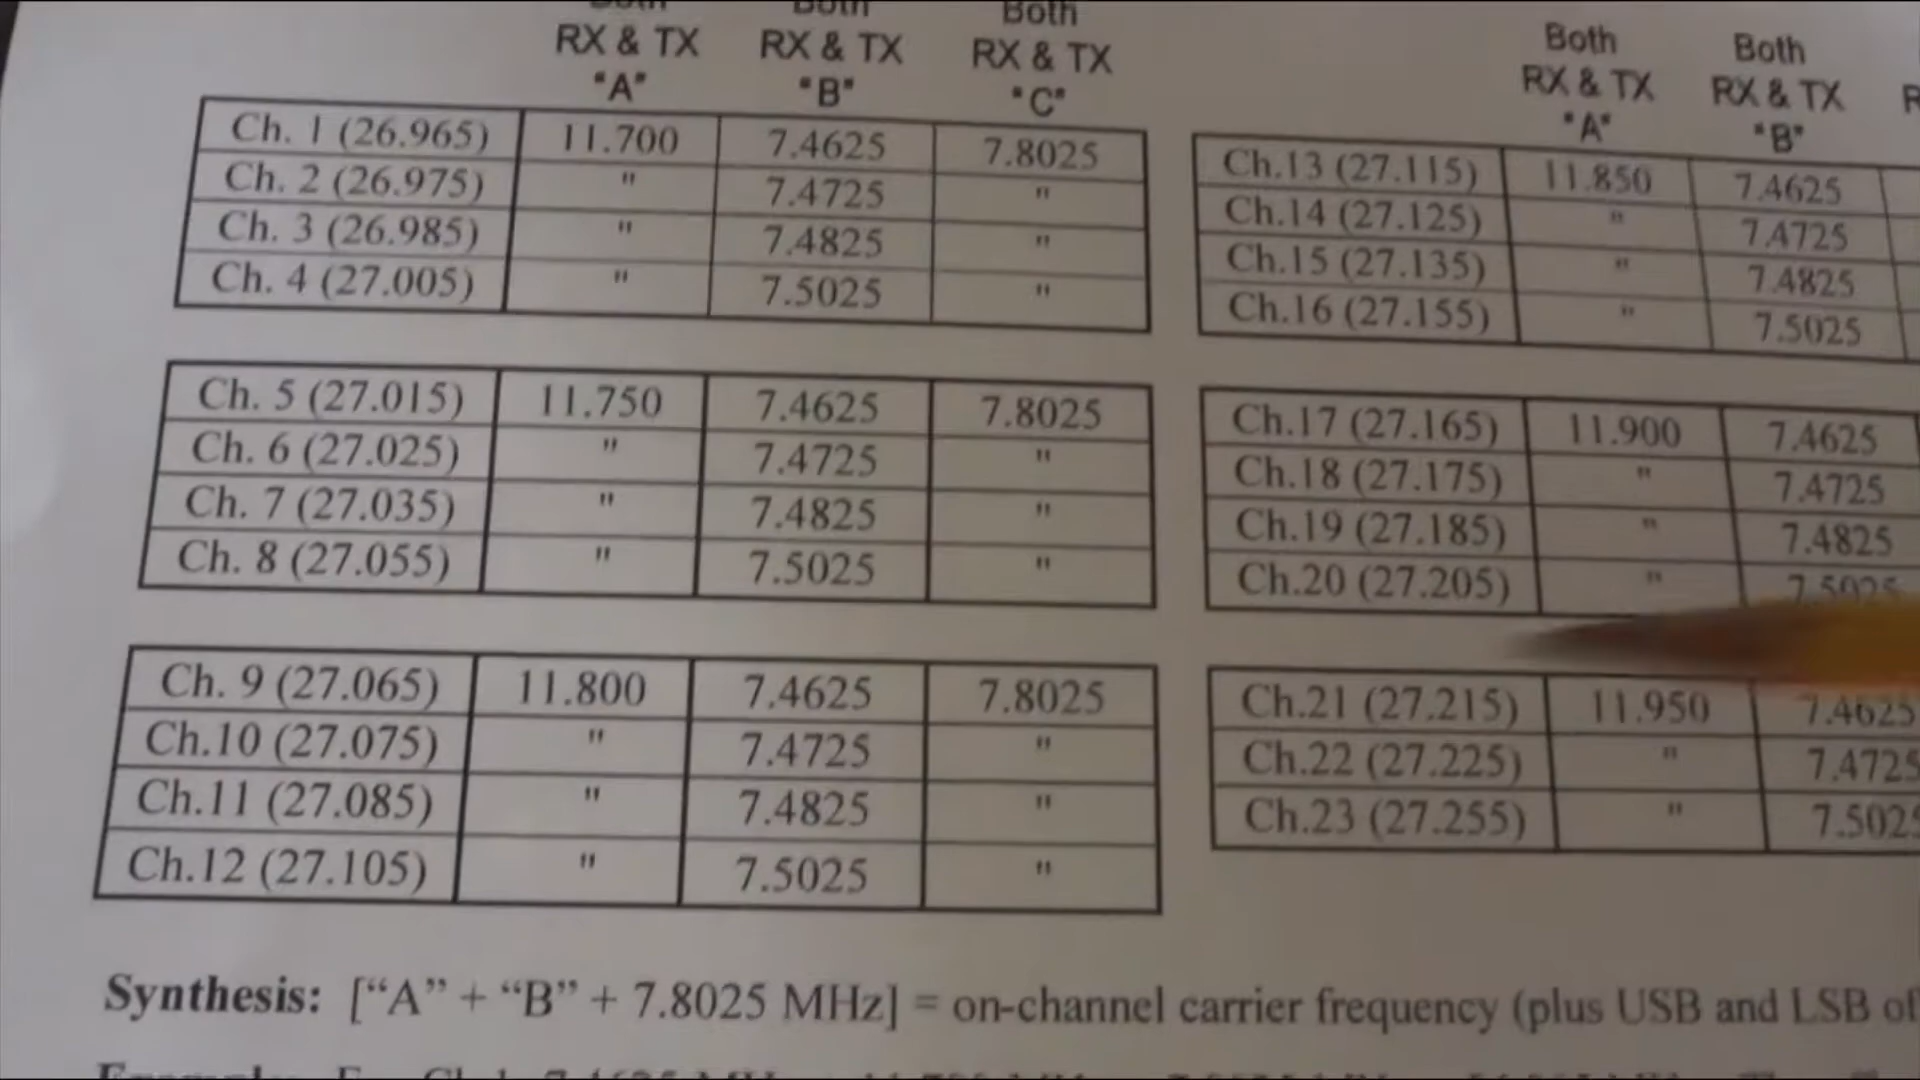 Both Both Both
RX & TX RX & TX RX & TX
"A" "B" "C"
Ch. 1 (26.965) 11.700 7.4625 7.8025
Ch. 2 (26.975) " 7.4725 "
Ch. 3 (26.985) " 7.4825 "
Ch. 4 (27.005) " 7.5025 "
Ch. 5 (27.015) 11.750 7.4625 7.8025
Ch. 6 (27.025) " 7.4725 "
Ch. 7 (27.035) " 7.4825 "
Ch. 8 (27.055) " 7.5025 "
Ch. 9 (27.065) 11.800 7.4625 7.8025
Ch.10 (27.075) " 7.4725 "
Ch.11 (27.085) " 7.4825 "
Ch.12 (27.105) " 7.5025 "
Both Both
RX & TX RX & TX R
"A" "B"
Ch.13 (27.115) 11.850 7.4625
Ch.14 (27.125) " 7.4725
Ch.15 (27.135) " 7.4825
Ch.16 (27.155) " 7.5025
Ch.17 (27.165) 11.900 7.4625
Ch.18 (27.175) " 7.4725
Ch.19 (27.185) " 7.4825
Ch.20 (27.205) " 7.5025
Ch.21 (27.215) 11.950 7.4625
Ch.22 (27.225) " 7.4725
Ch.23 (27.255) " 7.5025
Synthesis: [“A” + “B” + 7.8025 MHz] = on-channel carrier frequency (plus USB and LSB of